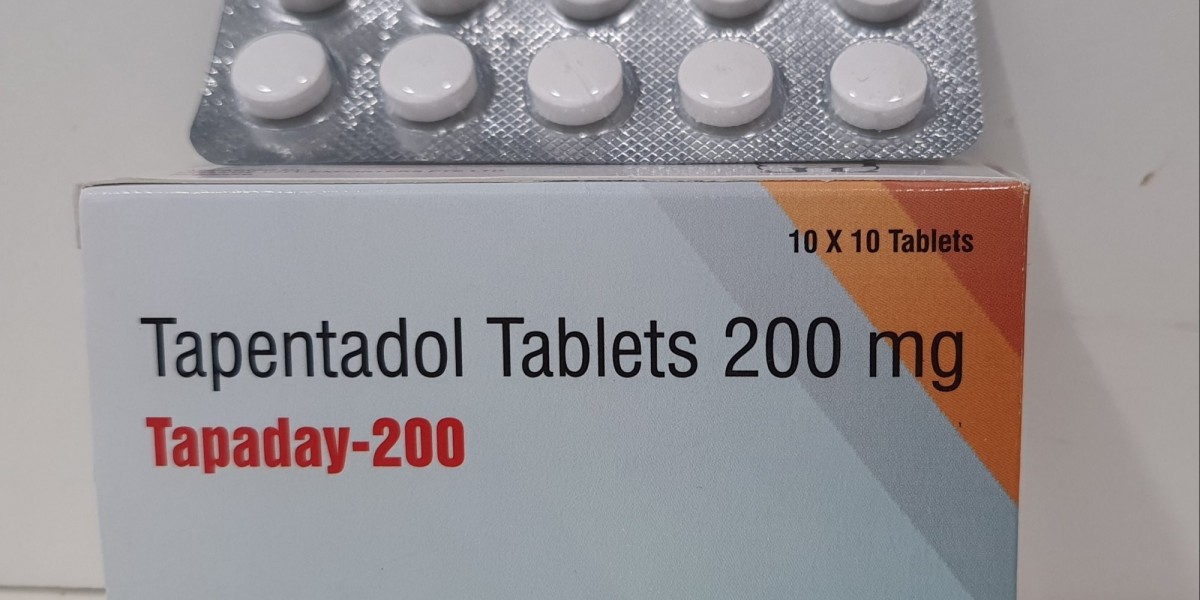 10 X 10 Tablets
Tapentadol Tablets 200 mg
Tapaday-200